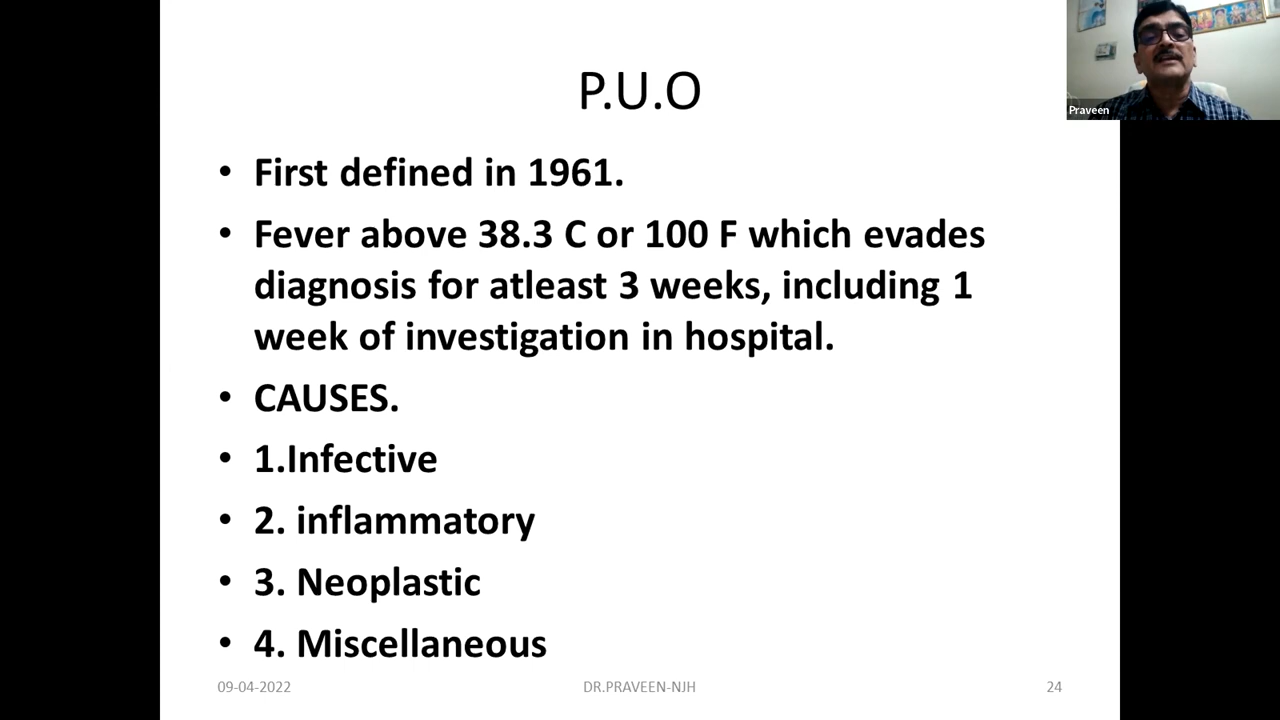 P.U.O
Praveen
• First defined in 1961.
• Fever above 38.3 C or 100 F which evades
diagnosis for atleast 3 weeks, including 1
week of investigation in hospital.
• CAUSES.
• 1.Infective
• 2. inflammatory
• 3. Neoplastic
• 4. Miscellaneous
09-04-2022
DR.PRAVEEN-NJH
24